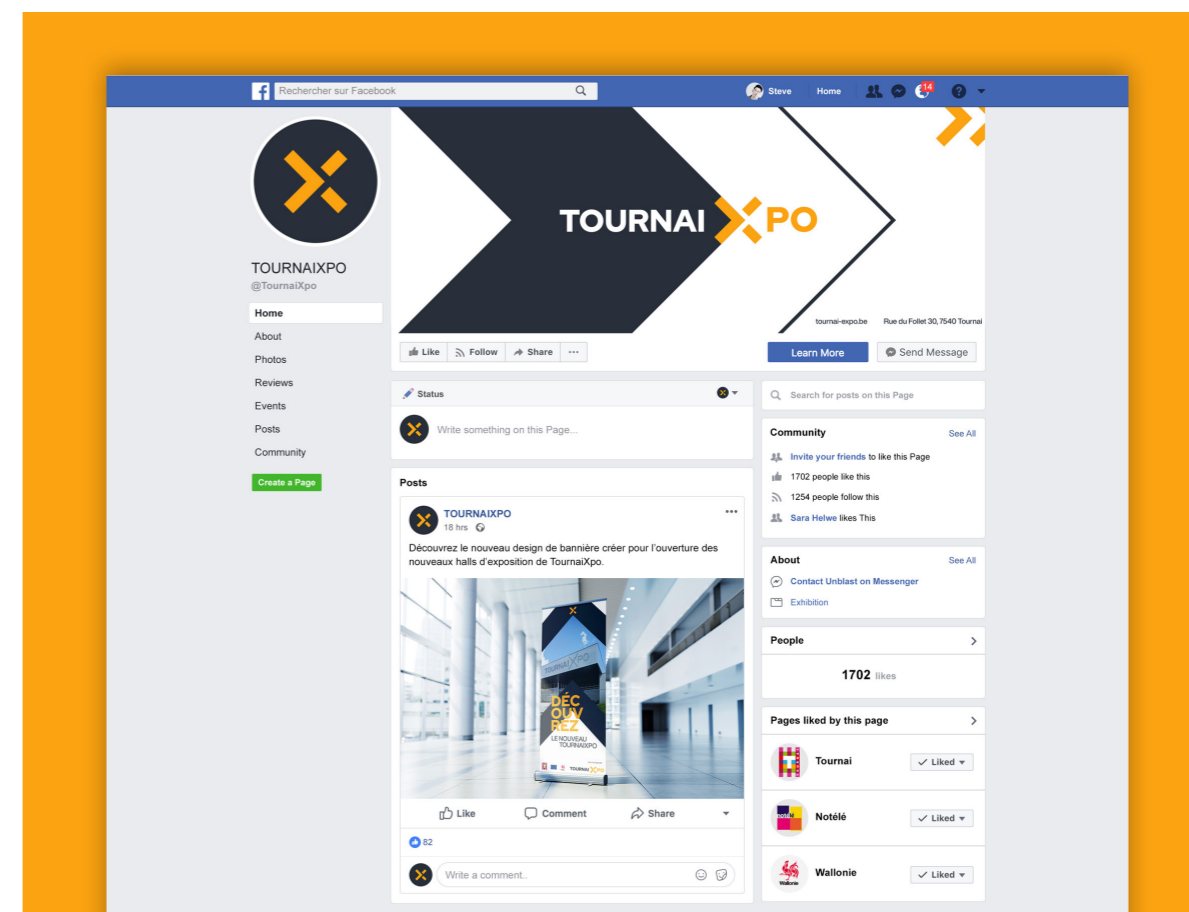 Rechercher sur Facebook
Steve
Home
14
TOURNAI XPO
tournai-expo.be
Rue du Follet 30, 7540 Tournai
TOURNAIXPO
@TournaiXpo
Home
About
Photos
Reviews
Events
Posts
Community
Create a Page
Like
Follow
Share
Learn More
Send Message
Status
Write something on this Page...
Posts
TOURNAIXPO
18 hrs
Découvrez le nouveau design de bannière créer pour l'ouverture des
nouveaux halls d'exposition de TournaiXpo.
TOURNAI XPO
DÉC
OUV
REZ
LE NOUVEAU
TOURNAIXPO
TOURNAI XPO
Like
Comment
Share
82
Write a comment..
Search for posts on this Page
Community
See All
Invite your friends to like this Page
1702 people like this
1254 people follow this
Sara Helwe likes This
About
See All
Contact Unblast on Messenger
Exhibition
People
1702 likes
Pages liked by this page
Tournai
Liked
notélé
Notélé
Liked
Wallonie
Wallonie
Liked